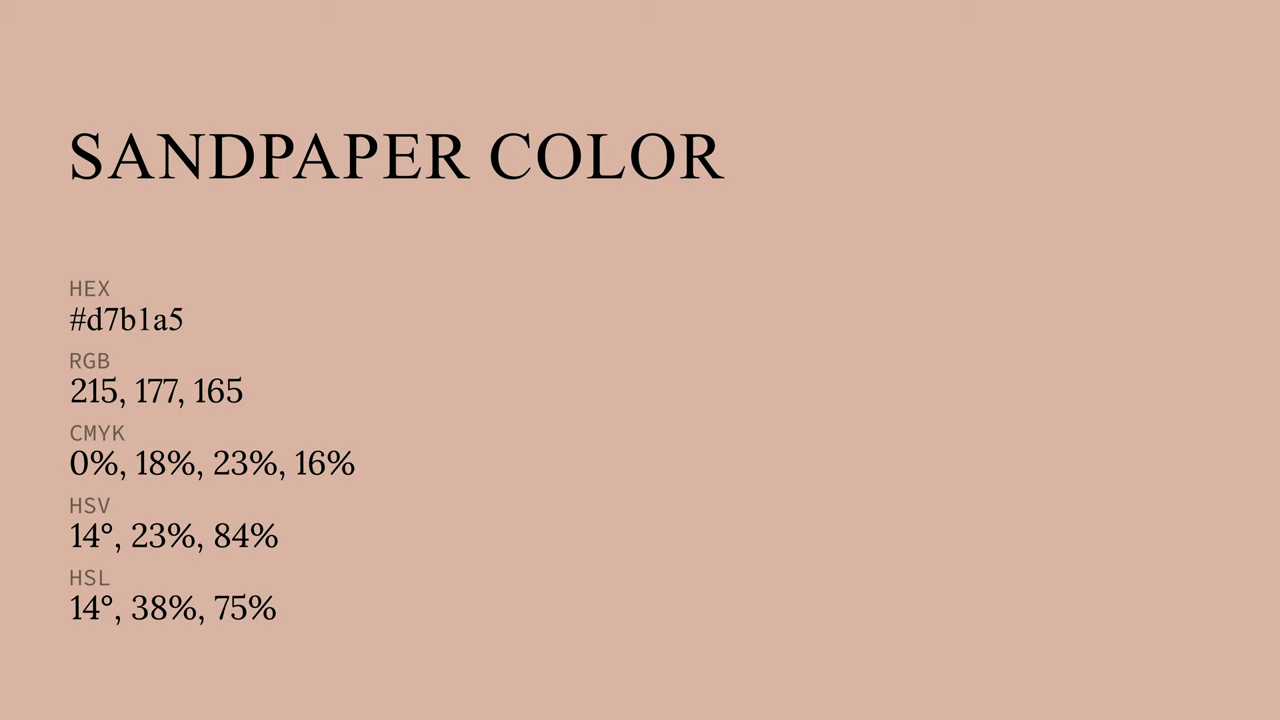 SANDPAPER COLOR
HEX
#d7b1a5
RGB
215, 177, 165
CMYK
0%, 18%, 23%, 16%
HSV
14°, 23%, 84%
HSL
14°, 38%, 75%